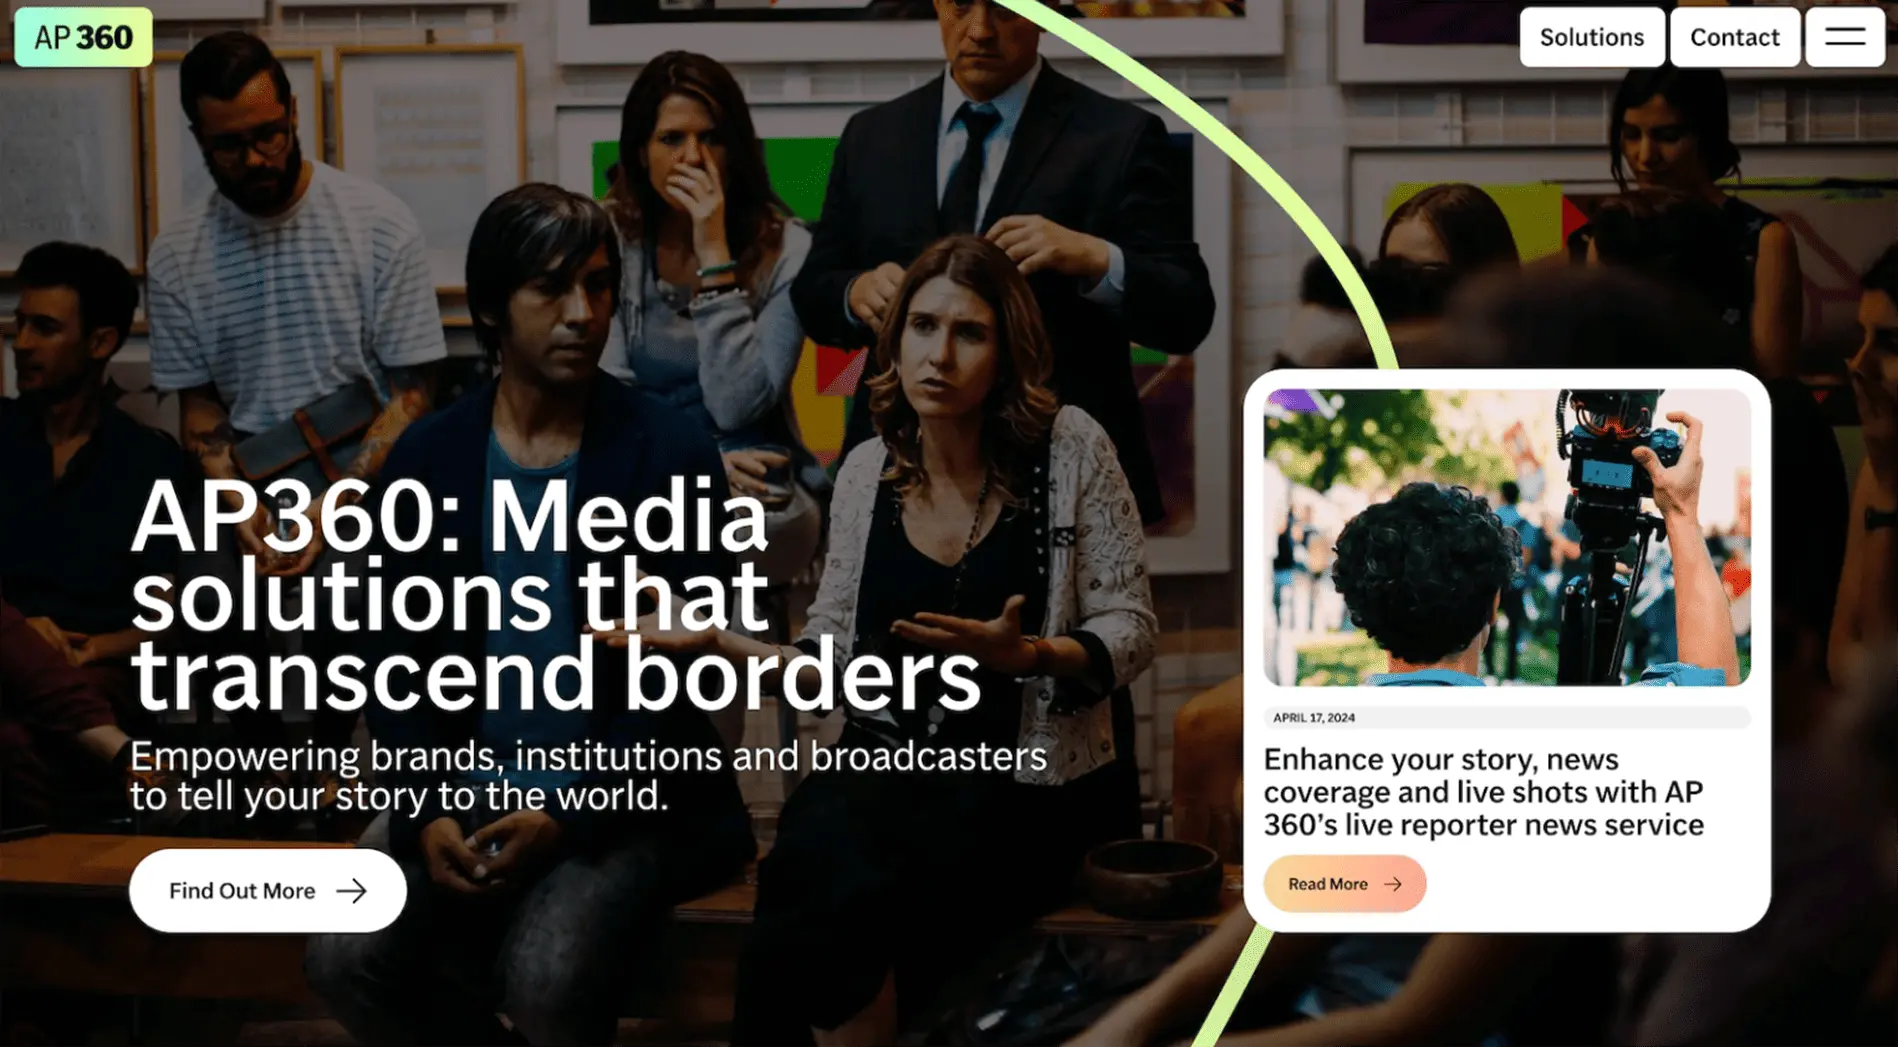 AP 360
Solutions
Contact
AP360: Media
solutions that
transcend borders
Empowering brands, institutions and broadcasters
to tell your story to the world.
Find Out More
APRIL 17, 2024
Enhance your story, news
coverage and live shots with AP
360’s live reporter news service
Read More